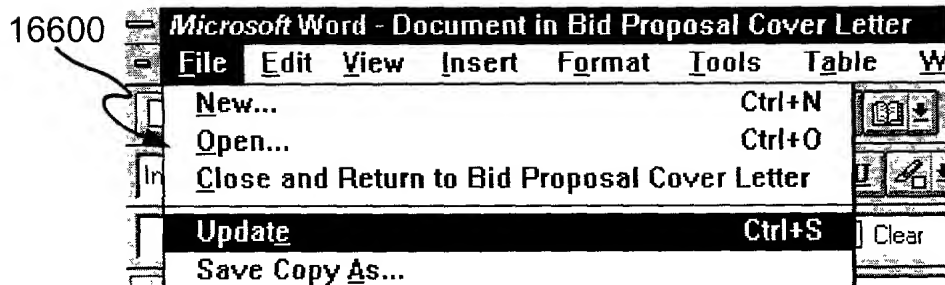 16600
Microsoft Word - Document in Bid Proposal Cover Letter
File Edit View Insert Format Tools Table W
New... Ctrl+N
Open... Ctrl+O
In
Close and Return to Bid Proposal Cover Letter
U
Update Ctrl+S
Clear
Save Copy As...